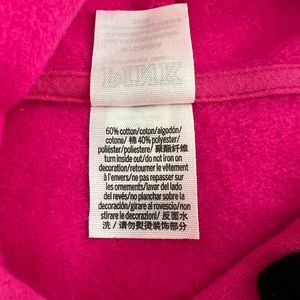 PINK
60% cotton/coton/algodón/
cotone/ 棉 40% polyester/
poliéster/poliestere/ 聚酯纤维
turn inside out/do not iron on
decoration/retourner le vêtement
à l'envers/ne pas repasser sur
les ornements/lavar del lado
del revés/no planchar sobre la
decoración/girare al rovescio/non
stirare le decorazioni/ 反面水
洗 / 请勿熨烫装饰部分